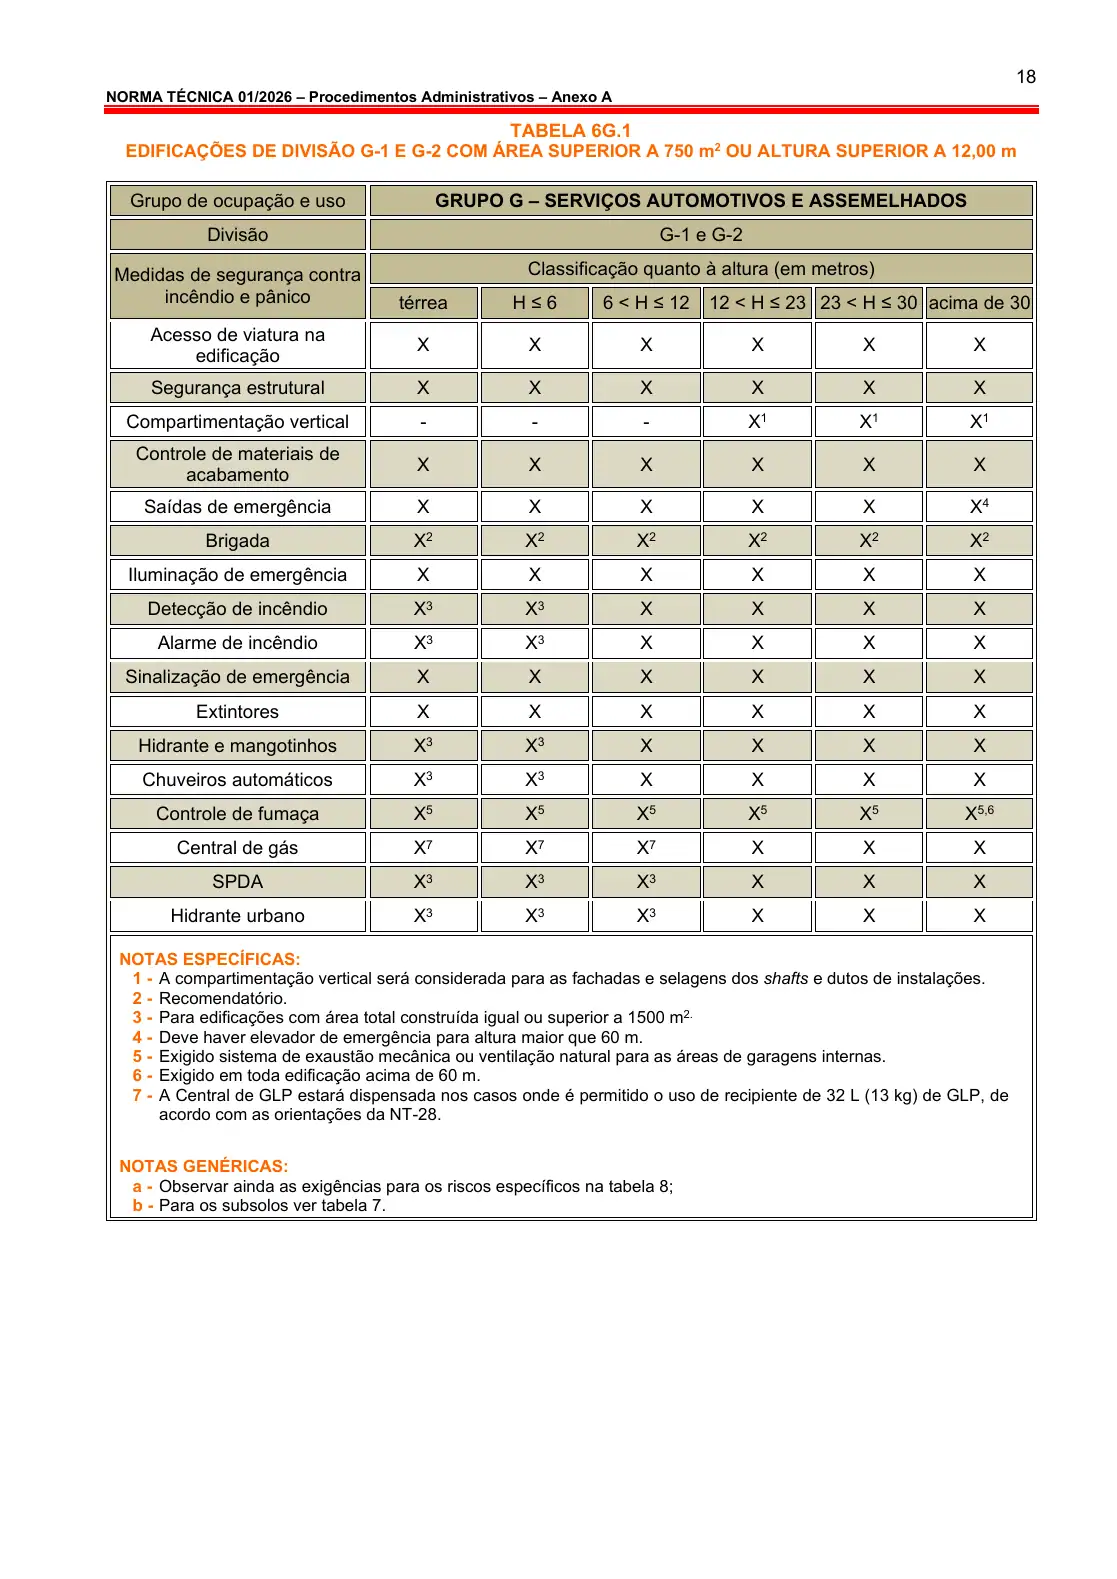 18
NORMA TÉCNICA 01/2026 – Procedimentos Administrativos – Anexo A
TABELA 6G.1
EDIFICAÇÕES DE DIVISÃO G-1 E G-2 COM ÁREA SUPERIOR A 750 m² OU ALTURA SUPERIOR A 12,00 m
Grupo de ocupação e uso GRUPO G – SERVIÇOS AUTOMOTIVOS E ASSEMELHADOS
Divisão G-1 e G-2
Medidas de segurança contra incêndio e pânico Classificação quanto à altura (em metros)
térrea H ≤ 6 6 < H ≤ 12 12 < H ≤ 23 23 < H ≤ 30 acima de 30
Acesso de viatura na edificação X X X X X X
Segurança estrutural X X X X X X
Compartimentação vertical - - - X¹ X¹ X¹
Controle de materiais de acabamento X X X X X X
Saídas de emergência X X X X X X⁴
Brigada X² X² X² X² X² X²
Iluminação de emergência X X X X X X
Detecção de incêndio X³ X³ X X X X
Alarme de incêndio X³ X³ X X X X
Sinalização de emergência X X X X X X
Extintores X X X X X X
Hidrante e mangotinhos X³ X³ X X X X
Chuveiros automáticos X³ X³ X X X X
Controle de fumaça X⁵ X⁵ X⁵ X⁵ X⁵ X⁵,⁶
Central de gás X⁷ X⁷ X⁷ X X X
SPDA X³ X³ X³ X X X
Hidrante urbano X³ X³ X³ X X X
NOTAS ESPECÍFICAS:
1 - A compartimentação vertical será considerada para as fachadas e selagens dos shafts e dutos de instalações.
2 - Recomendatório.
3 - Para edificações com área total construída igual ou superior a 1500 m².
4 - Deve haver elevador de emergência para altura maior que 60 m.
5 - Exigido sistema de exaustão mecânica ou ventilação natural para as áreas de garagens internas.
6 - Exigido em toda edificação acima de 60 m.
7 - A Central de GLP estará dispensada nos casos onde é permitido o uso de recipiente de 32 L (13 kg) de GLP, de
acordo com as orientações da NT-28.
NOTAS GENÉRICAS:
a - Observar ainda as exigências para os riscos específicos na tabela 8;
b - Para os subsolos ver tabela 7.